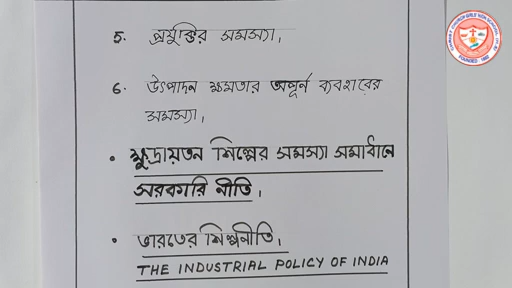 5. প্রযুক্তির সমস্যা।
6. উৎপাদন ক্ষমতার অপূর্ন ব্যবহারের
সমস্যা।
• ক্ষুদ্রায়তন শিল্পের সমস্যা সমাধানে
সরকারি নীতি।
• ভারতের শিল্পনীতি।
THE INDUSTRIAL POLICY OF INDIA